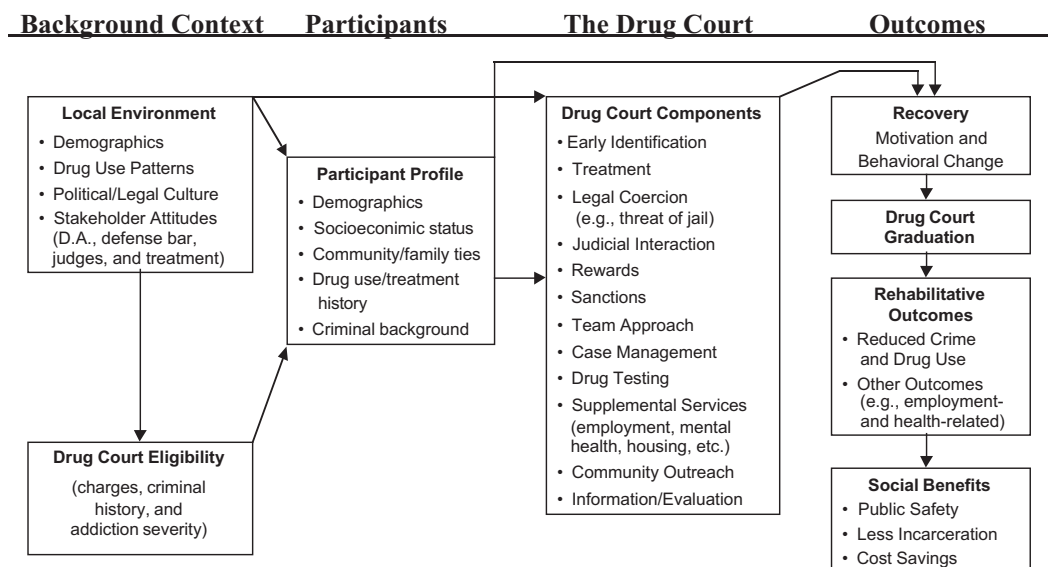 Background Context Participants The Drug Court Outcomes
Local Environment
• Demographics
• Drug Use Patterns
• Political/Legal Culture
• Stakeholder Attitudes
(D.A., defense bar,
judges, and treatment)
Drug Court Eligibility
(charges, criminal
history, and
addiction severity)
Participant Profile
• Demographics
• Socioeconimic status
• Community/family ties
• Drug use/treatment
history
• Criminal background
Drug Court Components
• Early Identification
• Treatment
• Legal Coercion
(e.g., threat of jail)
• Judicial Interaction
• Rewards
• Sanctions
• Team Approach
• Case Management
• Drug Testing
• Supplemental Services
(employment, mental
health, housing, etc.)
• Community Outreach
• Information/Evaluation
Recovery
Motivation and
Behavioral Change
Drug Court
Graduation
Rehabilitative
Outcomes
• Reduced Crime
and Drug Use
• Other Outcomes
(e.g., employment-
and health-related)
Social Benefits
• Public Safety
• Less Incarceration
• Cost Savings